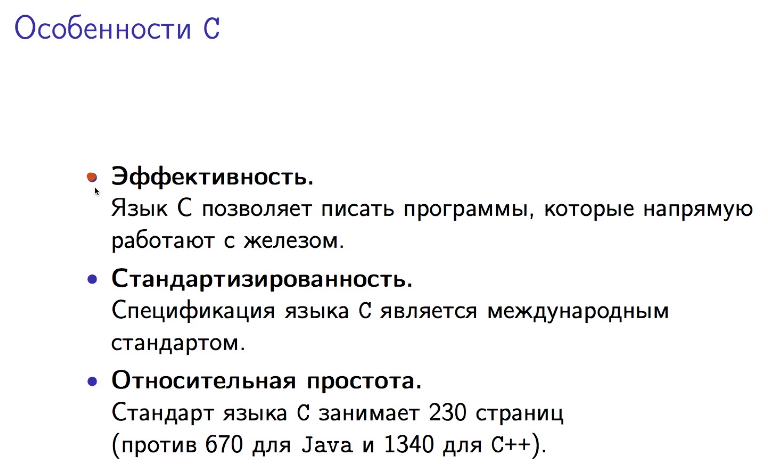 Особенности C
Эффективность.
Язык C позволяет писать программы, которые напрямую
работают с железом.
Стандартизированность.
Спецификация языка C является международным
стандартом.
Относительная простота.
Стандарт языка C занимает 230 страниц
(против 670 для Java и 1340 для C++).